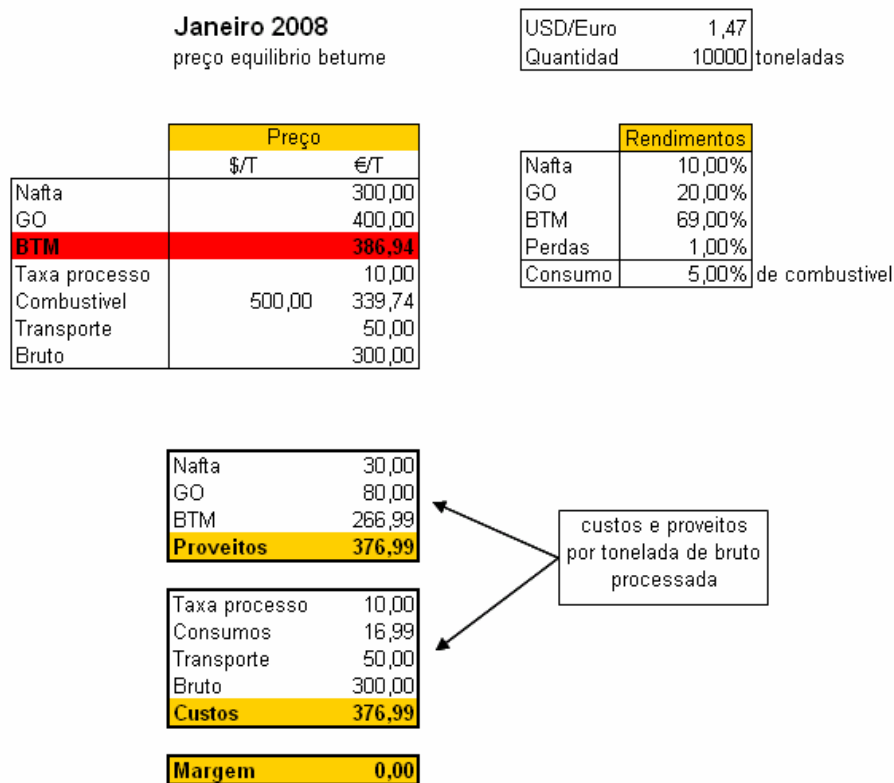 Janeiro 2008
preço equilibrio betume
USD/Euro 1,47
Quantidad 10000 toneladas
Preço
$/T €/T
Nafta 300,00
GO 400,00
BTM 386,94
Taxa processo 10,00
Combustivel 500,00 339,74
Transporte 50,00
Bruto 300,00
Rendimentos
Nafta 10,00%
GO 20,00%
BTM 69,00%
Perdas 1,00%
Consumo 5,00% de combustivel
Nafta 30,00
GO 80,00
BTM 266,99
Proveitos 376,99
custos e proveitos
por tonelada de bruto
processada
Taxa processo 10,00
Consumos 16,99
Transporte 50,00
Bruto 300,00
Custos 376,99
Margem 0,00